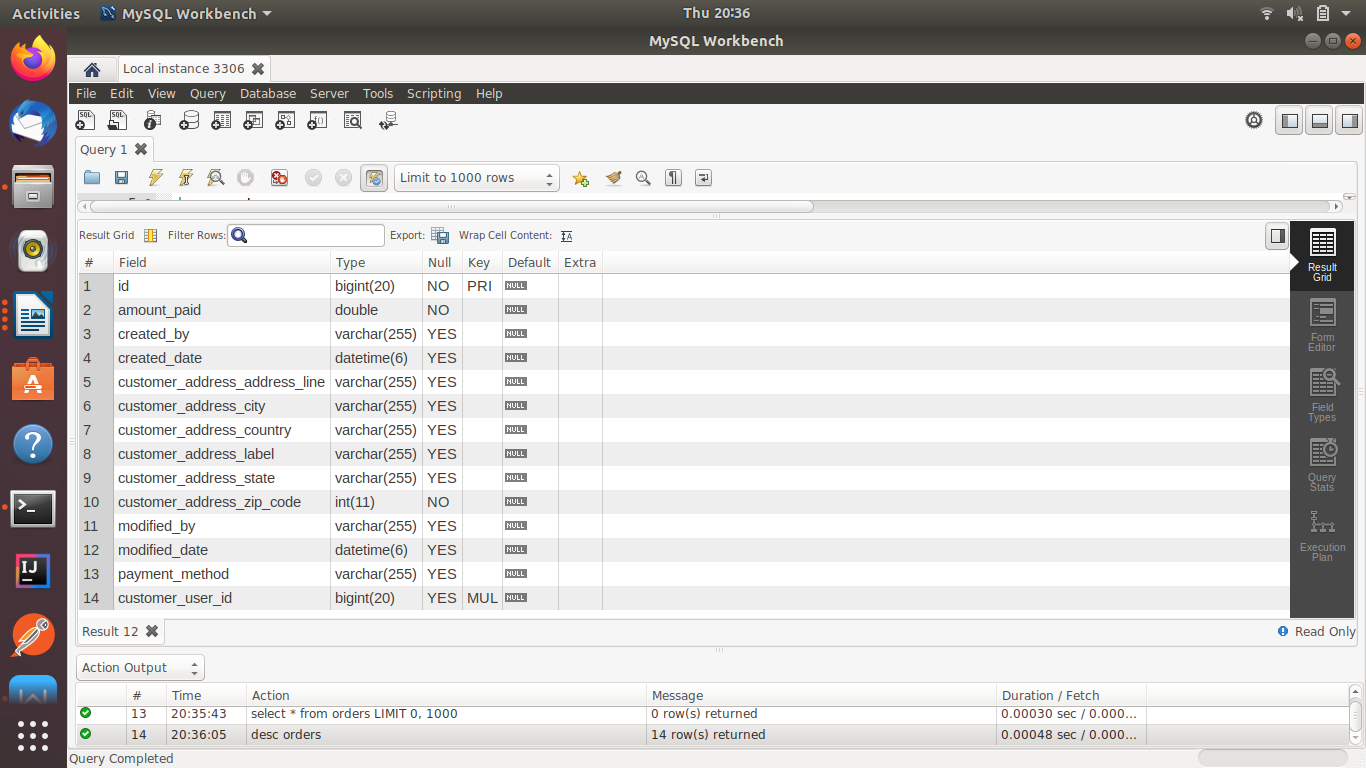 Activities MySQL Workbench Thu 20:36
MySQL Workbench
Local instance 3306
File Edit View Query Database Server Tools Scripting Help
Query 1
Limit to 1000 rows
Result Grid Filter Rows: Export: Wrap Cell Content:
# Field Type Null Key Default Extra
1 id bigint(20) NO PRI NULL
2 amount_paid double NO NULL
3 created_by varchar(255) YES NULL
4 created_date datetime(6) YES NULL
5 customer_address_address_line varchar(255) YES NULL
6 customer_address_city varchar(255) YES NULL
7 customer_address_country varchar(255) YES NULL
8 customer_address_label varchar(255) YES NULL
9 customer_address_state varchar(255) YES NULL
10 customer_address_zip_code int(11) NO NULL
11 modified_by varchar(255) YES NULL
12 modified_date datetime(6) YES NULL
13 payment_method varchar(255) YES NULL
14 customer_user_id bigint(20) YES MUL NULL
Result
Grid
Form
Editor
Field
Types
Query
Stats
Execution
Plan
Result 12 Read Only
Action Output
# Time Action Message Duration / Fetch
13 20:35:43 select * from orders LIMIT 0, 1000 0 row(s) returned 0.00030 sec / 0.000...
14 20:36:05 desc orders 14 row(s) returned 0.00048 sec / 0.000...
Query Completed